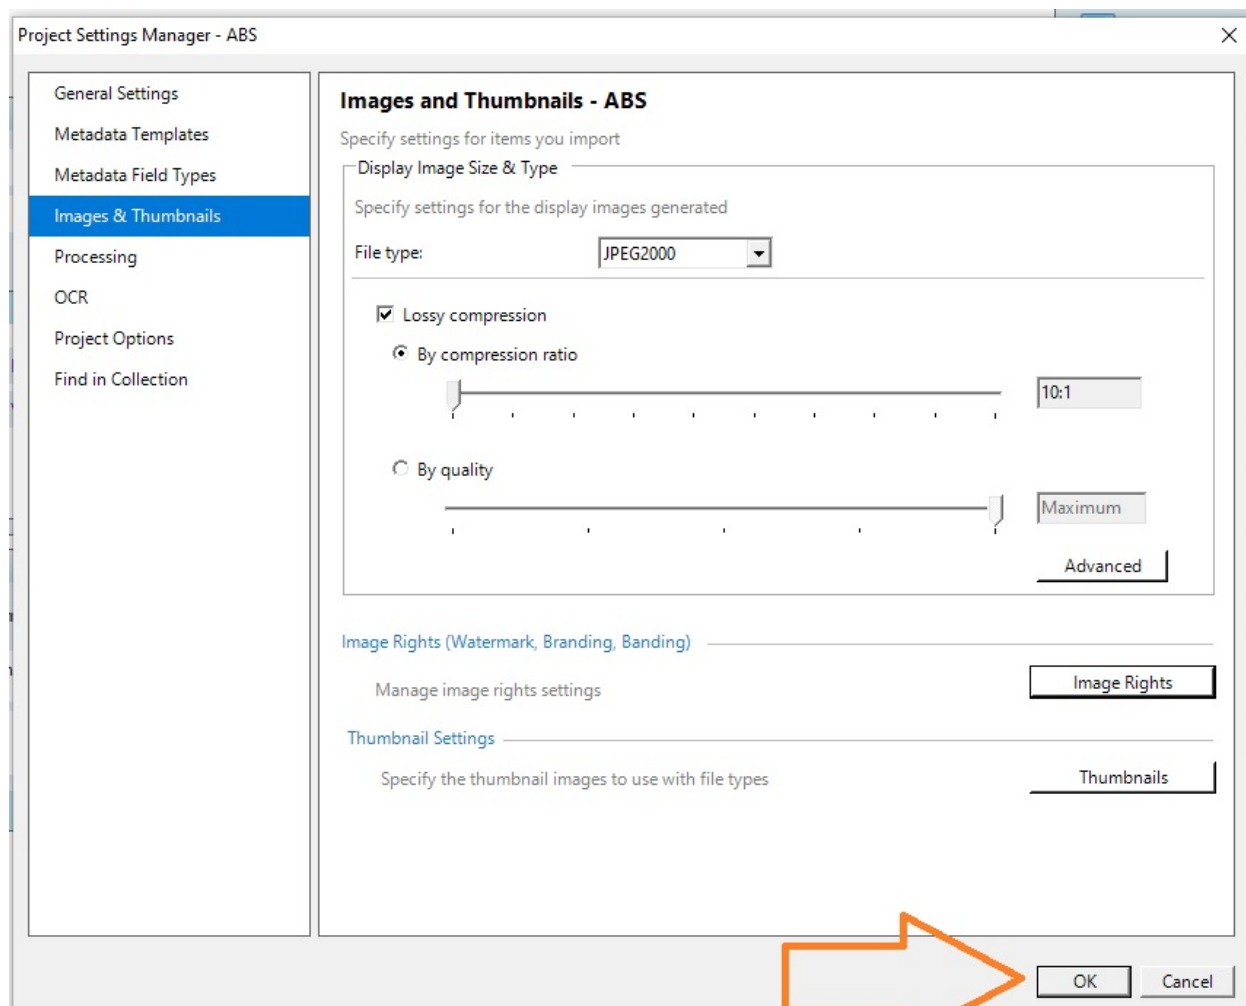 Project Settings Manager - ABS
General Settings
Metadata Templates
Metadata Field Types
Images & Thumbnails
Processing
OCR
Project Options
Find in Collection
Images and Thumbnails - ABS
Specify settings for items you import
Display Image Size & Type
Specify settings for the display images generated
File type: JPEG2000
Lossy compression
By compression ratio
10:1
By quality
Maximum
Advanced
Image Rights (Watermark, Branding, Banding)
Manage image rights settings Image Rights
Thumbnail Settings
Specify the thumbnail images to use with file types Thumbnails
OK Cancel